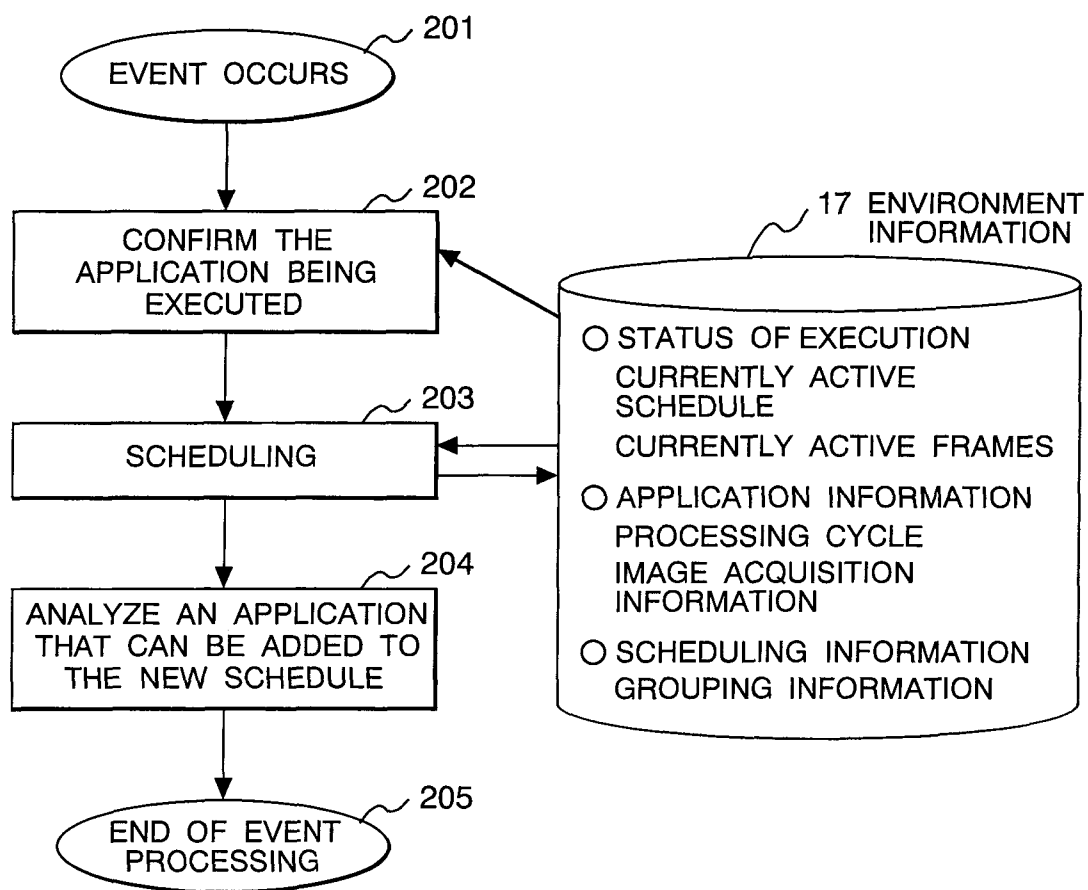 201
EVENT OCCURS
202
CONFIRM THE
APPLICATION BEING
EXECUTED
203
SCHEDULING
204
ANALYZE AN APPLICATION
THAT CAN BE ADDED TO
THE NEW SCHEDULE
205
END OF EVENT
PROCESSING
17 ENVIRONMENT
INFORMATION
○ STATUS OF EXECUTION
CURRENTLY ACTIVE
SCHEDULE
CURRENTLY ACTIVE FRAMES
○ APPLICATION INFORMATION
PROCESSING CYCLE
IMAGE ACQUISITION
INFORMATION
○ SCHEDULING INFORMATION
GROUPING INFORMATION